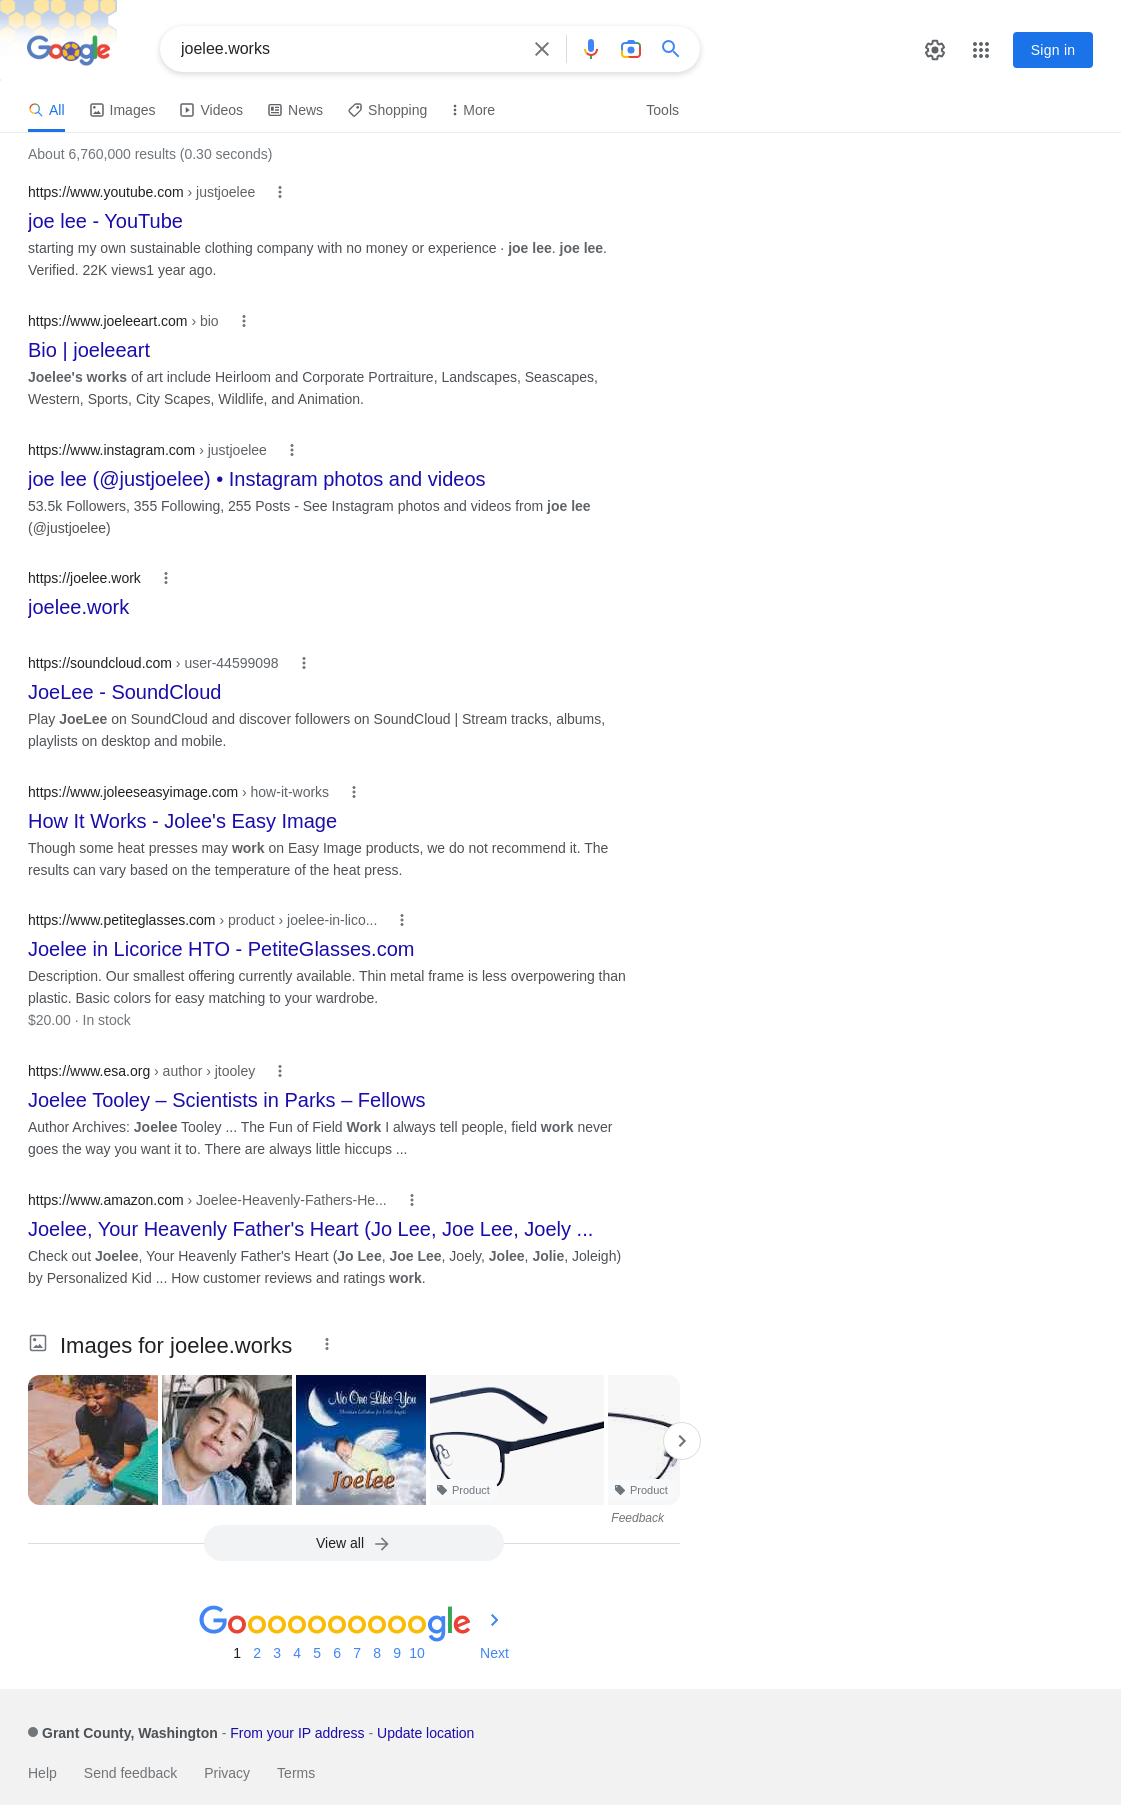 Google
joelee.works
Sign in
All Images Videos News Shopping More Tools
About 6,760,000 results (0.30 seconds)
https://www.youtube.com › justjoelee
joe lee - YouTube
starting my own sustainable clothing company with no money or experience · joe lee. joe lee.
Verified. 22K views1 year ago.
https://www.joeleeart.com › bio
Bio | joeleeart
Joelee's works of art include Heirloom and Corporate Portraiture, Landscapes, Seascapes,
Western, Sports, City Scapes, Wildlife, and Animation.
https://www.instagram.com › justjoelee
joe lee (@justjoelee) • Instagram photos and videos
53.5k Followers, 355 Following, 255 Posts - See Instagram photos and videos from joe lee
(@justjoelee)
https://joelee.work
joelee.work
https://soundcloud.com › user-44599098
JoeLee - SoundCloud
Play JoeLee on SoundCloud and discover followers on SoundCloud | Stream tracks, albums,
playlists on desktop and mobile.
https://www.joleeseasyimage.com › how-it-works
How It Works - Jolee's Easy Image
Though some heat presses may work on Easy Image products, we do not recommend it. The
results can vary based on the temperature of the heat press.
https://www.petiteglasses.com › product › joelee-in-lico...
Joelee in Licorice HTO - PetiteGlasses.com
Description. Our smallest offering currently available. Thin metal frame is less overpowering than
plastic. Basic colors for easy matching to your wardrobe.
$20.00 · In stock
https://www.esa.org › author › jtooley
Joelee Tooley – Scientists in Parks – Fellows
Author Archives: Joelee Tooley ... The Fun of Field Work I always tell people, field work never
goes the way you want it to. There are always little hiccups ...
https://www.amazon.com › Joelee-Heavenly-Fathers-He...
Joelee, Your Heavenly Father's Heart (Jo Lee, Joe Lee, Joely ...
Check out Joelee, Your Heavenly Father's Heart (Jo Lee, Joe Lee, Joely, Jolee, Jolie, Joleigh)
by Personalized Kid ... How customer reviews and ratings work.
Images for joelee.works
No One Like You
Christian Lullabies for Little Angels
Joelee
Product
Product
Feedback
View all
Goooooooooogle
1 2 3 4 5 6 7 8 9 10 Next
Grant County, Washington - From your IP address - Update location
Help Send feedback Privacy Terms